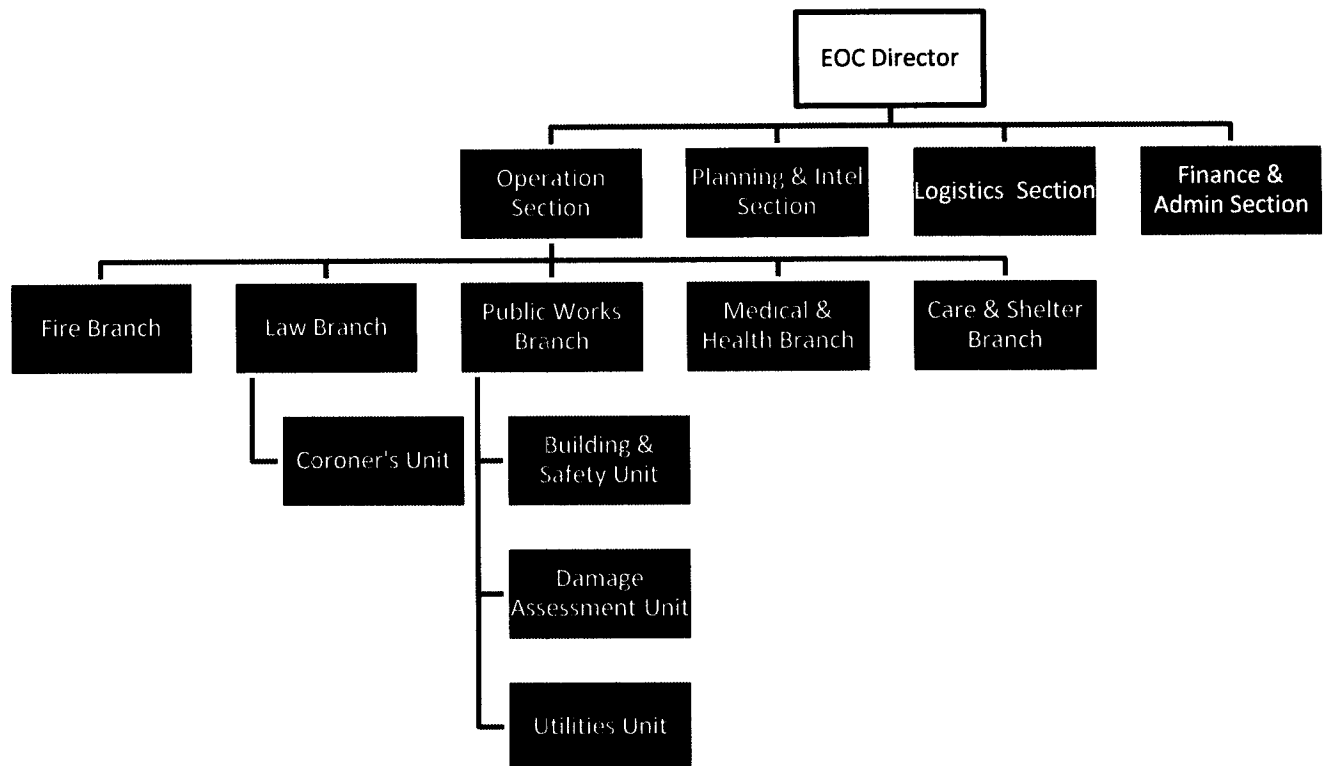 EOC Director
Operation
Section
Planning & Intel
Section
Logistics Section
Finance &
Admin Section
Fire Branch
Law Branch
Public Works
Branch
Medical &
Health Branch
Care & Shelter
Branch
Coroner's Unit
Building &
Safety Unit
Damage
Assessment Unit
Utilities Unit